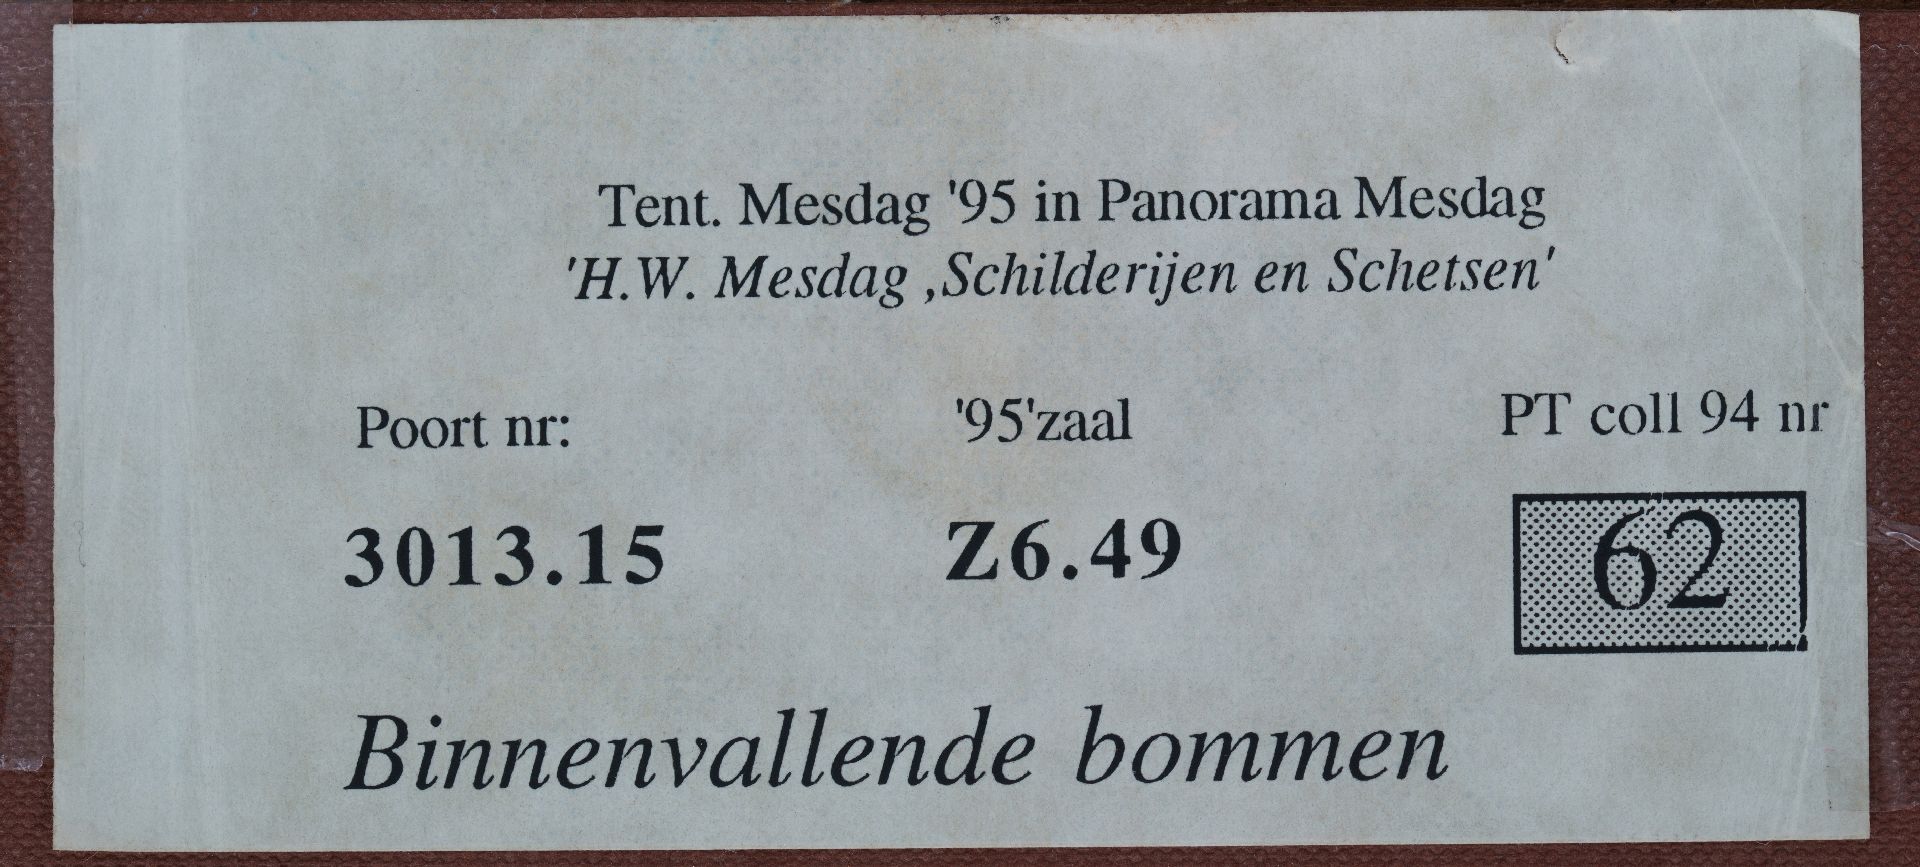 Tent. Mesdag '95 in Panorama Mesdag
'H.W. Mesdag ,Schilderijen en Schetsen'
Poort nr: '95'zaal PT coll 94 nr
3013.15 Z6.49 62
Binnenvallende bommen